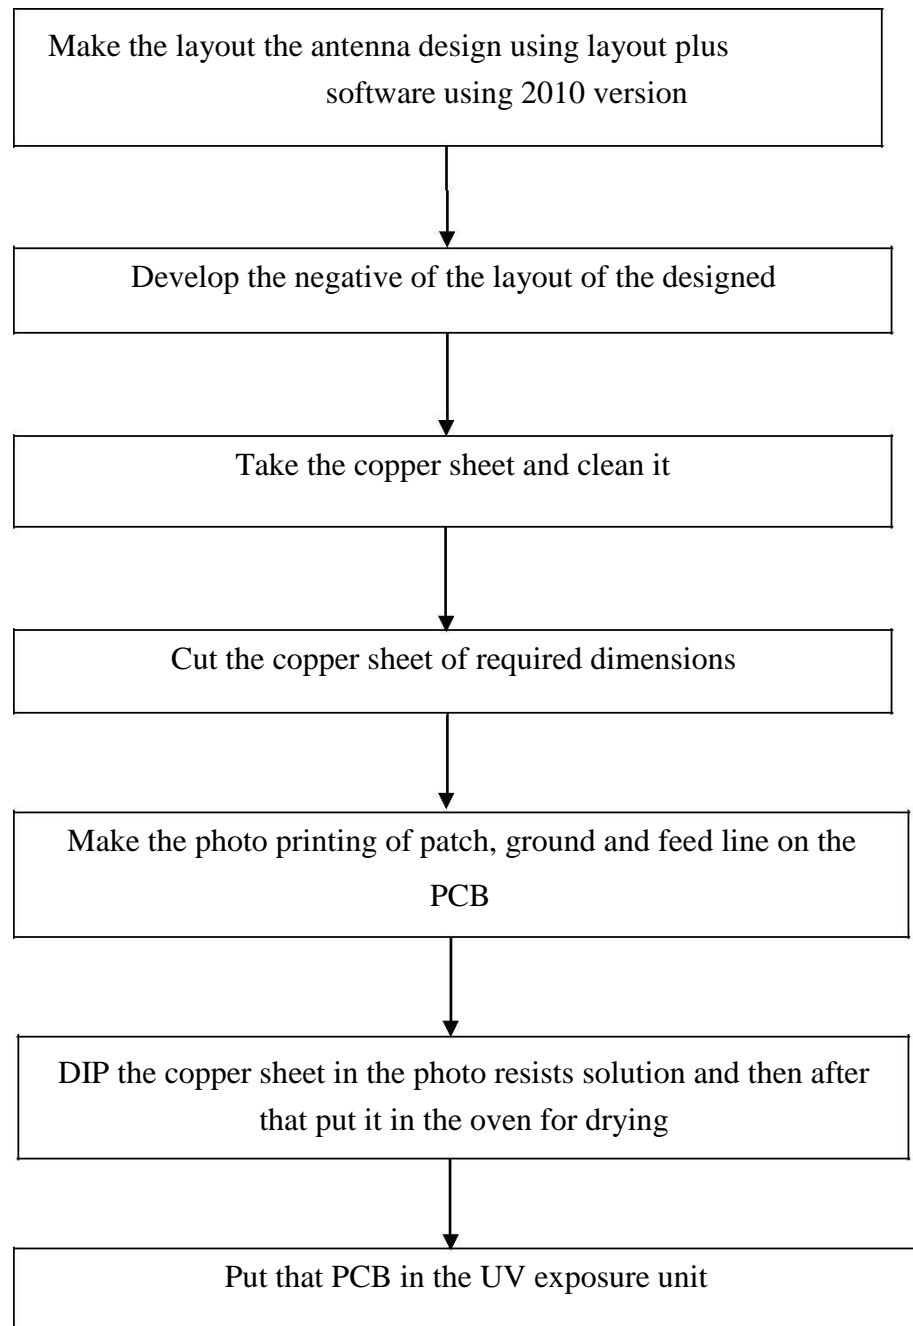 Make the layout the antenna design using layout plus
software using 2010 version
Develop the negative of the layout of the designed
Take the copper sheet and clean it
Cut the copper sheet of required dimensions
Make the photo printing of patch, ground and feed line on the
PCB
DIP the copper sheet in the photo resists solution and then after
that put it in the oven for drying
Put that PCB in the UV exposure unit